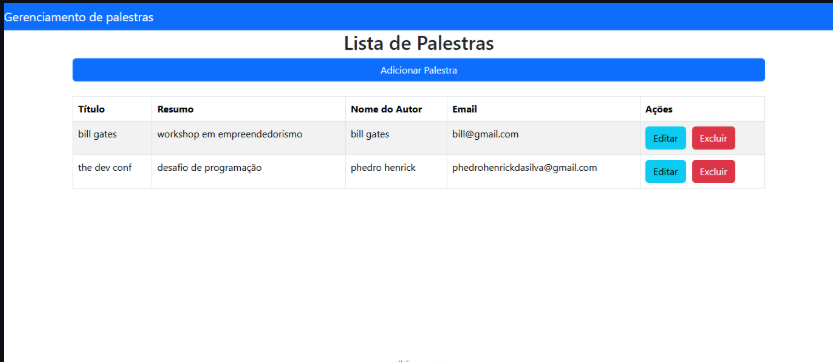 Gerenciamento de palestras
Lista de Palestras
Adicionar Palestra
Título Resumo Nome do Autor Email Ações
bill gates workshop em empreendedorismo bill gates bill@gmail.com Editar Excluir
the dev conf desafio de programação phedro henrick phedrohenrickdasilva@gmail.com Editar Excluir